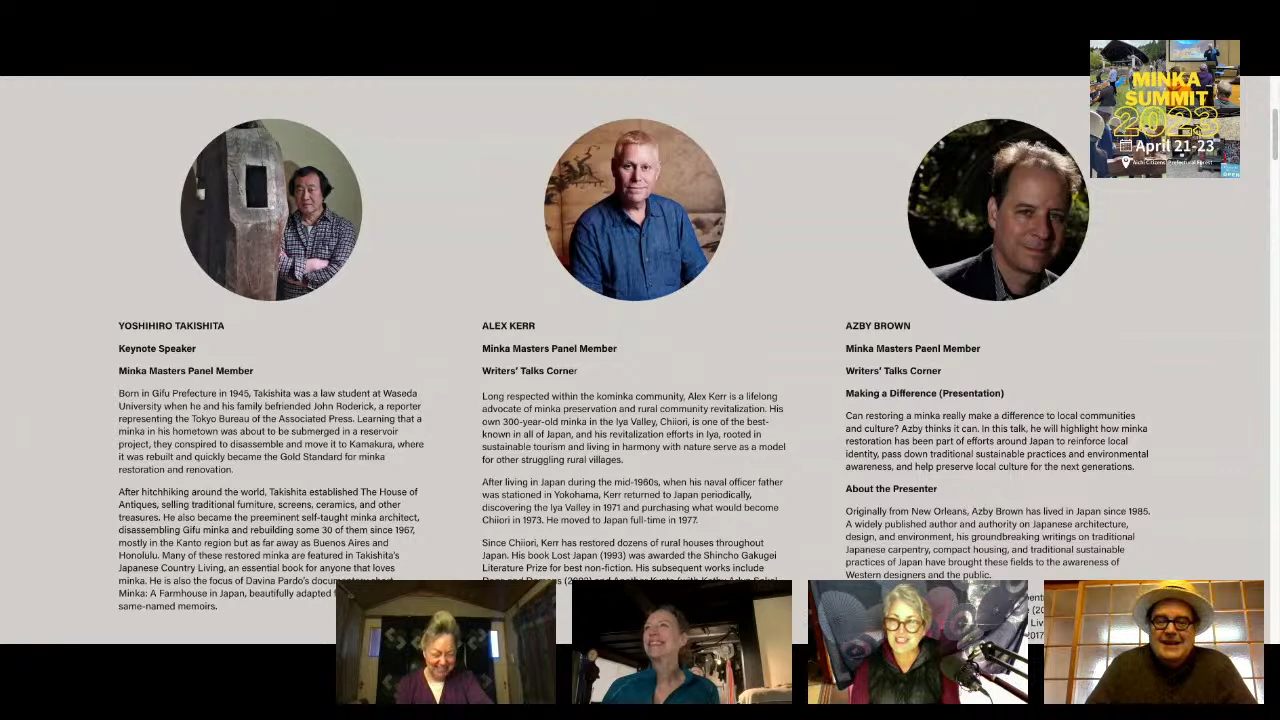 MINKA
SUMMIT
2023
April 21-23
Aichi Citizens' Prefectural Forest
YOSHIHIRO TAKISHITA
Keynote Speaker
Minka Masters Panel Member
Born in Gifu Prefecture in 1945, Takishita was a law student at Waseda
University when he and his family befriended John Roderick, a reporter
representing the Tokyo Bureau of the Associated Press. Learning that a
minka in his hometown was about to be submerged in a reservoir
project, they conspired to disassemble and move it to Kamakura, where
it was rebuilt and quickly became the Gold Standard for minka
restoration and renovation.
After hitchhiking around the world, Takishita established The House of
Antiques, selling traditional furniture, screens, ceramics, and other
treasures. He also became the preeminent self-taught minka architect,
disassembling Gifu minka and rebuilding some 30 of them since 1967,
mostly in the Kanto region but as far away as Buenos Aires and
Honolulu. Many of these restored minka are featured in Takishita's
Japanese Country Living, an essential book for anyone that loves
minka. He is also the focus of Davina Pardo's documentary short
Minka: A Farmhouse in Japan, beautifully adapted
same-named memoirs.
ALEX KERR
Minka Masters Panel Member
Writers' Talks Corner
Long respected within the kominka community, Alex Kerr is a lifelong
advocate of minka preservation and rural community revitalization. His
own 300-year-old minka in the Iya Valley, Chiiori, is one of the best-
known in all of Japan, and his revitalization efforts in Iya, rooted in
sustainable tourism and living in harmony with nature serve as a model
for other struggling rural villages.
After living in Japan during the mid-1960s, when his naval officer father
was stationed in Yokohama, Kerr returned to Japan periodically,
discovering the Iya Valley in 1971 and purchasing what would become
Chiiori in 1973. He moved to Japan full-time in 1977.
Since Chiiori, Kerr has restored dozens of rural houses throughout
Japan. His book Lost Japan (1993) was awarded the Shincho Gakugei
Literature Prize for best non-fiction. His subsequent works include
AZBY BROWN
Minka Masters Paenl Member
Writers' Talks Corner
Making a Difference (Presentation)
Can restoring a minka really make a difference to local communities
and culture? Azby thinks it can. In this talk, he will highlight how minka
restoration has been part of efforts around Japan to reinforce local
identity, pass down traditional sustainable practices and environmental
awareness, and help preserve local culture for the next generations.
About the Presenter
Originally from New Orleans, Azby Brown has lived in Japan since 1985.
A widely published author and authority on Japanese architecture,
design, and environment, his groundbreaking writings on traditional
Japanese carpentry, compact housing, and traditional sustainable
practices of Japan have brought these fields to the awareness of
Western designers and the public.